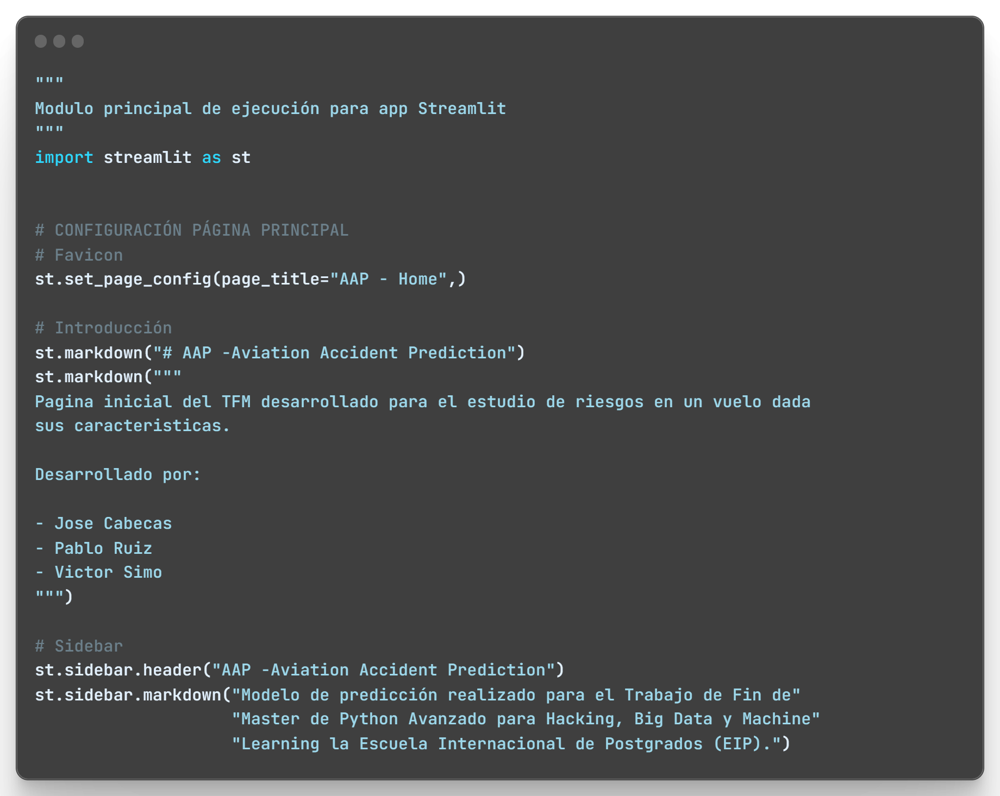 """
Modulo principal de ejecución para app Streamlit
"""
import streamlit as st
# CONFIGURACIÓN PÁGINA PRINCIPAL
# Favicon
st.set_page_config(page_title="AAP - Home",)
# Introducción
st.markdown("# AAP -Aviation Accident Prediction")
st.markdown("""
Pagina inicial del TFM desarrollado para el estudio de riesgos en un vuelo dada
sus caracteristicas.
Desarrollado por:
- Jose Cabecas
- Pablo Ruiz
- Victor Simo
""")
# Sidebar
st.sidebar.header("AAP -Aviation Accident Prediction")
st.sidebar.markdown("Modelo de predicción realizado para el Trabajo de Fin de"
"Master de Python Avanzado para Hacking, Big Data y Machine"
"Learning la Escuela Internacional de Postgrados (EIP).")